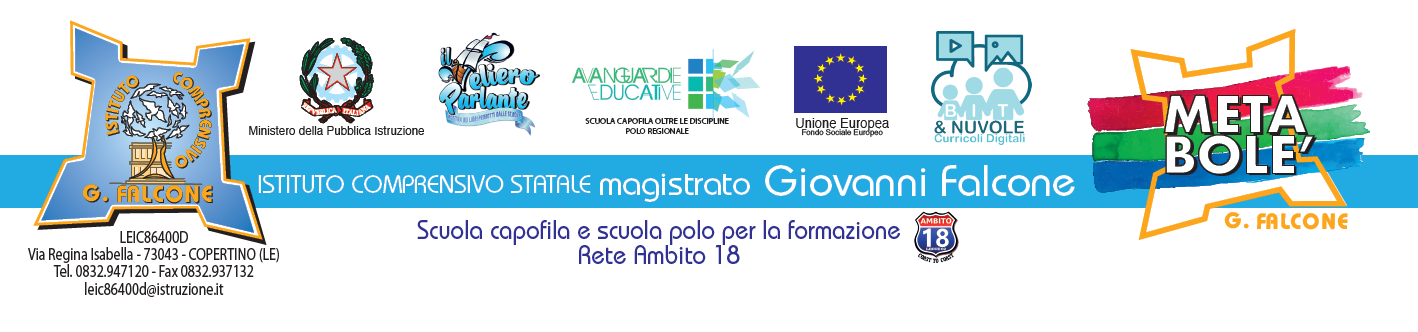 ISTITUTO COMPRENSIVO
G. FALCONE
LEIC86400D
Via Regina Isabella - 73043 - COPERTINO (LE)
Tel. 0832.947120 - Fax 0832.937132
leic86400d@istruzione.it
Ministero della Pubblica Istruzione
il Veliero
Parlante
AVANGUARDIE
EDUCATIVE
SCUOLA CAPOFILA OLTRE LE DISCIPLINE
POLO REGIONALE
Unione Europea
Fondo Sociale Europeo
B I T
& NUVOLE
Curricoli Digitali
ISTITUTO COMPRENSIVO STATALE magistrato Giovanni Falcone
Scuola capofila e scuola polo per la formazione
Rete Ambito 18
AMBITO
18
COAST TO COAST
META
BOLE'
G. FALCONE